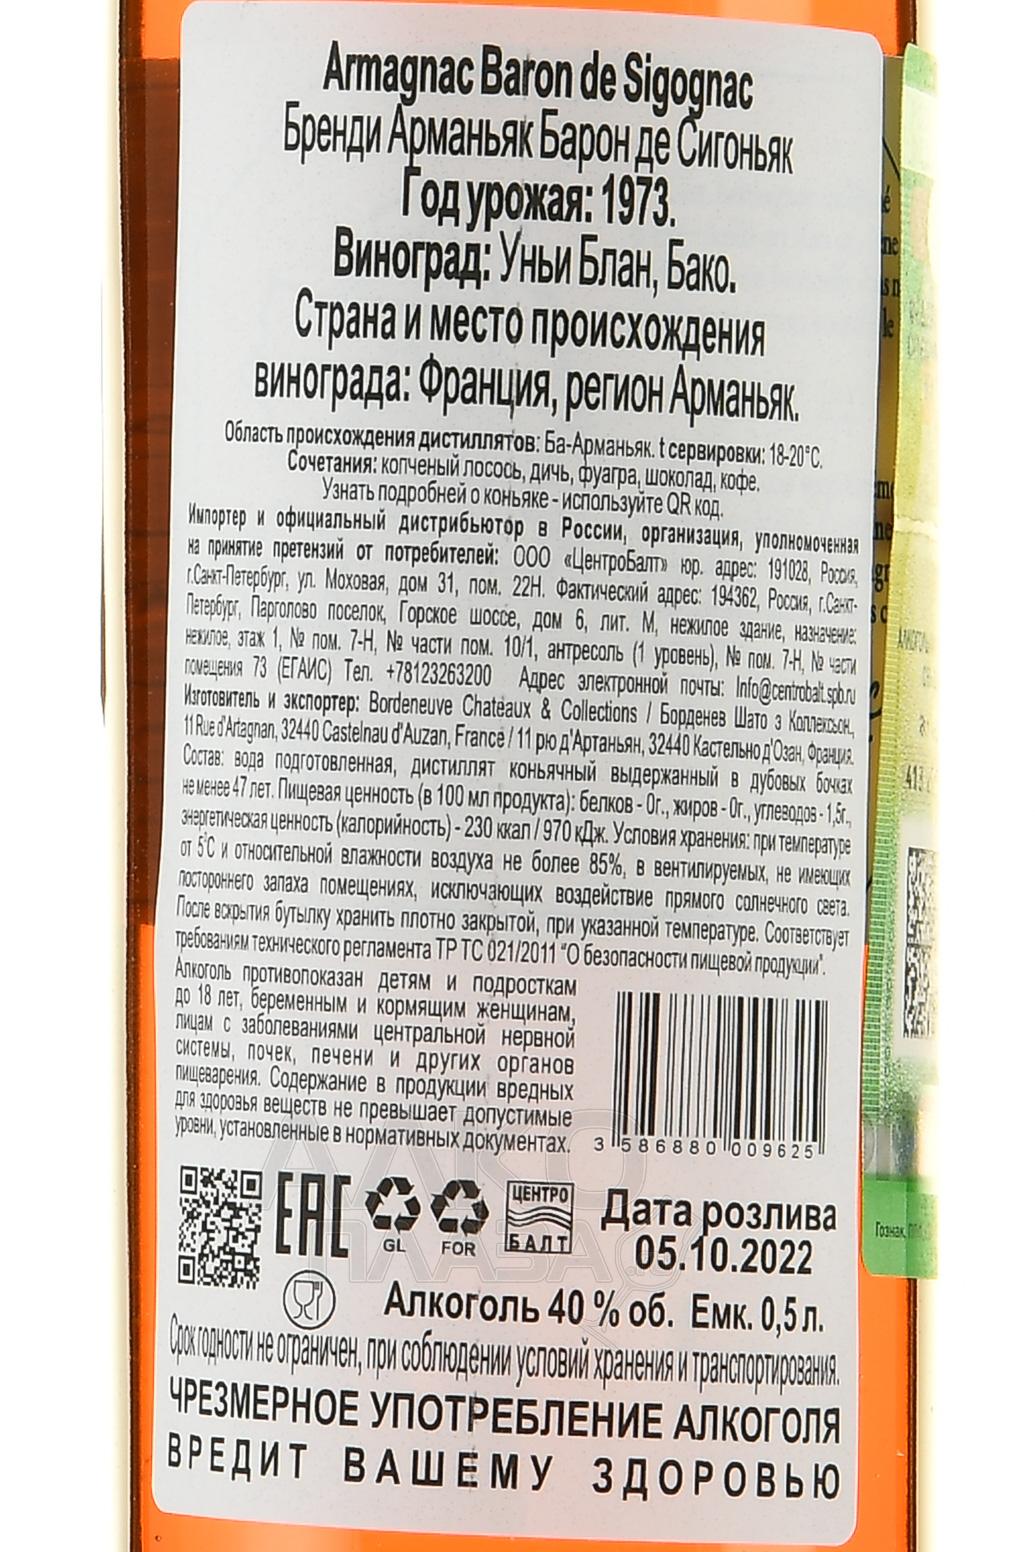 Armagnac Baron de Sigognac
Бренди Арманьяк Барон де Сигоньяк
Год урожая: 1973.
Виноград: Уньи Блан, Бако.
Страна и место происхождения
винограда: Франция, регион Арманьяк.
Область происхождения дистиллятов: Ба-Арманьяк. t сервировки: 18-20°C.
Сочетания: копченый лосось, дичь, фуагра, шоколад, кофе.
Узнать подробней о коньяке - используйте QR код.
Импортер и официальный дистрибьютор в России, организация, уполномоченная
на принятие претензий от потребителей: ООО «ЦентроБалт» юр. адрес: 191028, Россия,
г.Санкт-Петербург, ул. Моховая, дом 31, пом. 22Н. Фактический адрес: 194362, Россия, г.Санкт-
Петербург, Парголово поселок, Горское шоссе, дом 6, лит. М, нежилое здание, назначение:
нежилое, этаж 1, № пом. 7-Н, № части пом. 10/1, антресоль (1 уровень), № пом. 7-Н, № части
помещения 73 (ЕГАИС) Тел. +78123263200 Адрес электронной почты: Info@centrobalt.spb.ru
Изготовитель и экспортер: Bordeneuve Chateaux & Collections / Борденев Шато э Коллексьон,
11 Rue d'Artagnan, 32440 Castelnau d'Auzan, France / 11 рю д'Артаньян, 32440 Кастельно д'Озан, Франция.
Состав: вода подготовленная, дистиллят коньячный выдержанный в дубовых бочках
не менее 47 лет. Пищевая ценность (в 100 мл продукта): белков - 0г., жиров - 0г., углеводов - 1,5г.,
энергетическая ценность (калорийность) - 230 ккал / 970 кДж. Условия хранения: при температуре
от 5°С и относительной влажности воздуха не более 85%, в вентилируемых, не имеющих
постороннего запаха помещениях, исключающих воздействие прямого солнечного света.
После вскрытия бутылку хранить плотно закрытой, при указанной температуре. Соответствует
требованиям технического регламента ТР ТС 021/2011 "О безопасности пищевой продукции".
Алкоголь противопоказан детям и подросткам
до 18 лет, беременным и кормящим женщинам,
лицам с заболеваниями центральной нервной
системы, почек, печени и других органов
пищеварения. Содержание в продукции вредных
для здоровья веществ не превышает допустимые
уровни, установленные в нормативных документах.
3 586880 009625
ЕАС
GL
FOR
ЦЕНТРО
БАЛТ
Дата розлива
05.10.2022
Алкоголь 40 % об. Емк. 0,5 л.
Срок годности не ограничен, при соблюдении условий хранения и транспортирования.
ЧРЕЗМЕРНОЕ УПОТРЕБЛЕНИЕ АЛКОГОЛЯ
ВРЕДИТ ВАШЕМУ ЗДОРОВЬЮ
АЛКО
ПЛАЗА
Гознак